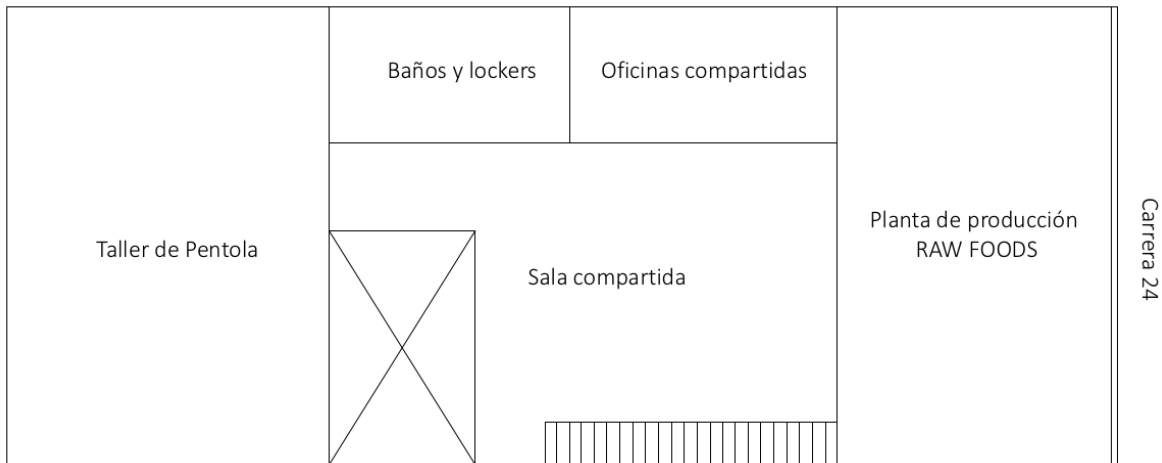 Baños y lockers
Oficinas compartidas
Taller de Pentola
Sala compartida
Planta de producción
RAW FOODS
Carrera 24